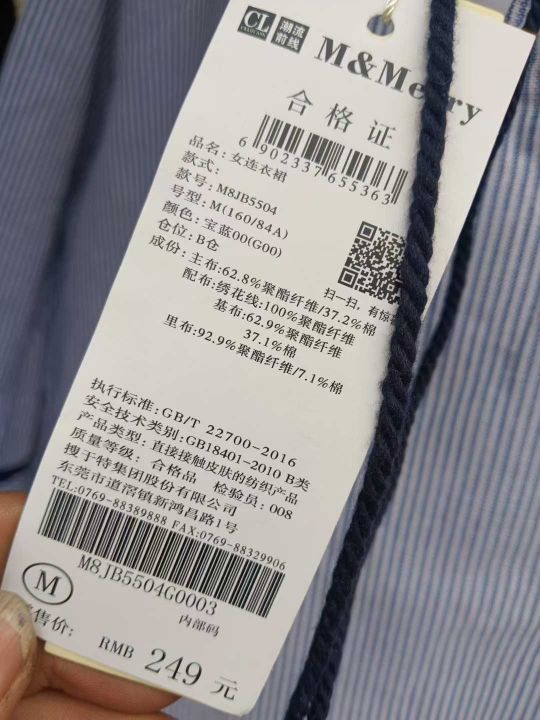 CL
潮流
前线
M&Me
合格证
6902337655363
品名:女连衣裙
款式:
款号:M8JB5504
号型:M(160/84A)
颜色:宝蓝00(G00)
仓位:B仓
成份:主布:62.8%聚酯纤维/37.2%棉
配布:绣花线:100%聚酯纤维
基布:62.9%聚酯纤维
37.1%棉
里布:92.9%聚酯纤维/7.1%棉
扫一扫,有惊
执行标准:GB/T 22700-2016
安全技术类别:GB18401-2010 B类
产品类型:直接接触皮肤的纺织产品
质量等级:合格品 检验员:008
搜于特集团股份有限公司
东莞市道滘镇新鸿昌路1号
TEL:0769-88389888 FAX:0769-88329906
M8JB5504G0003
内部码
M
售价: RMB 249 元